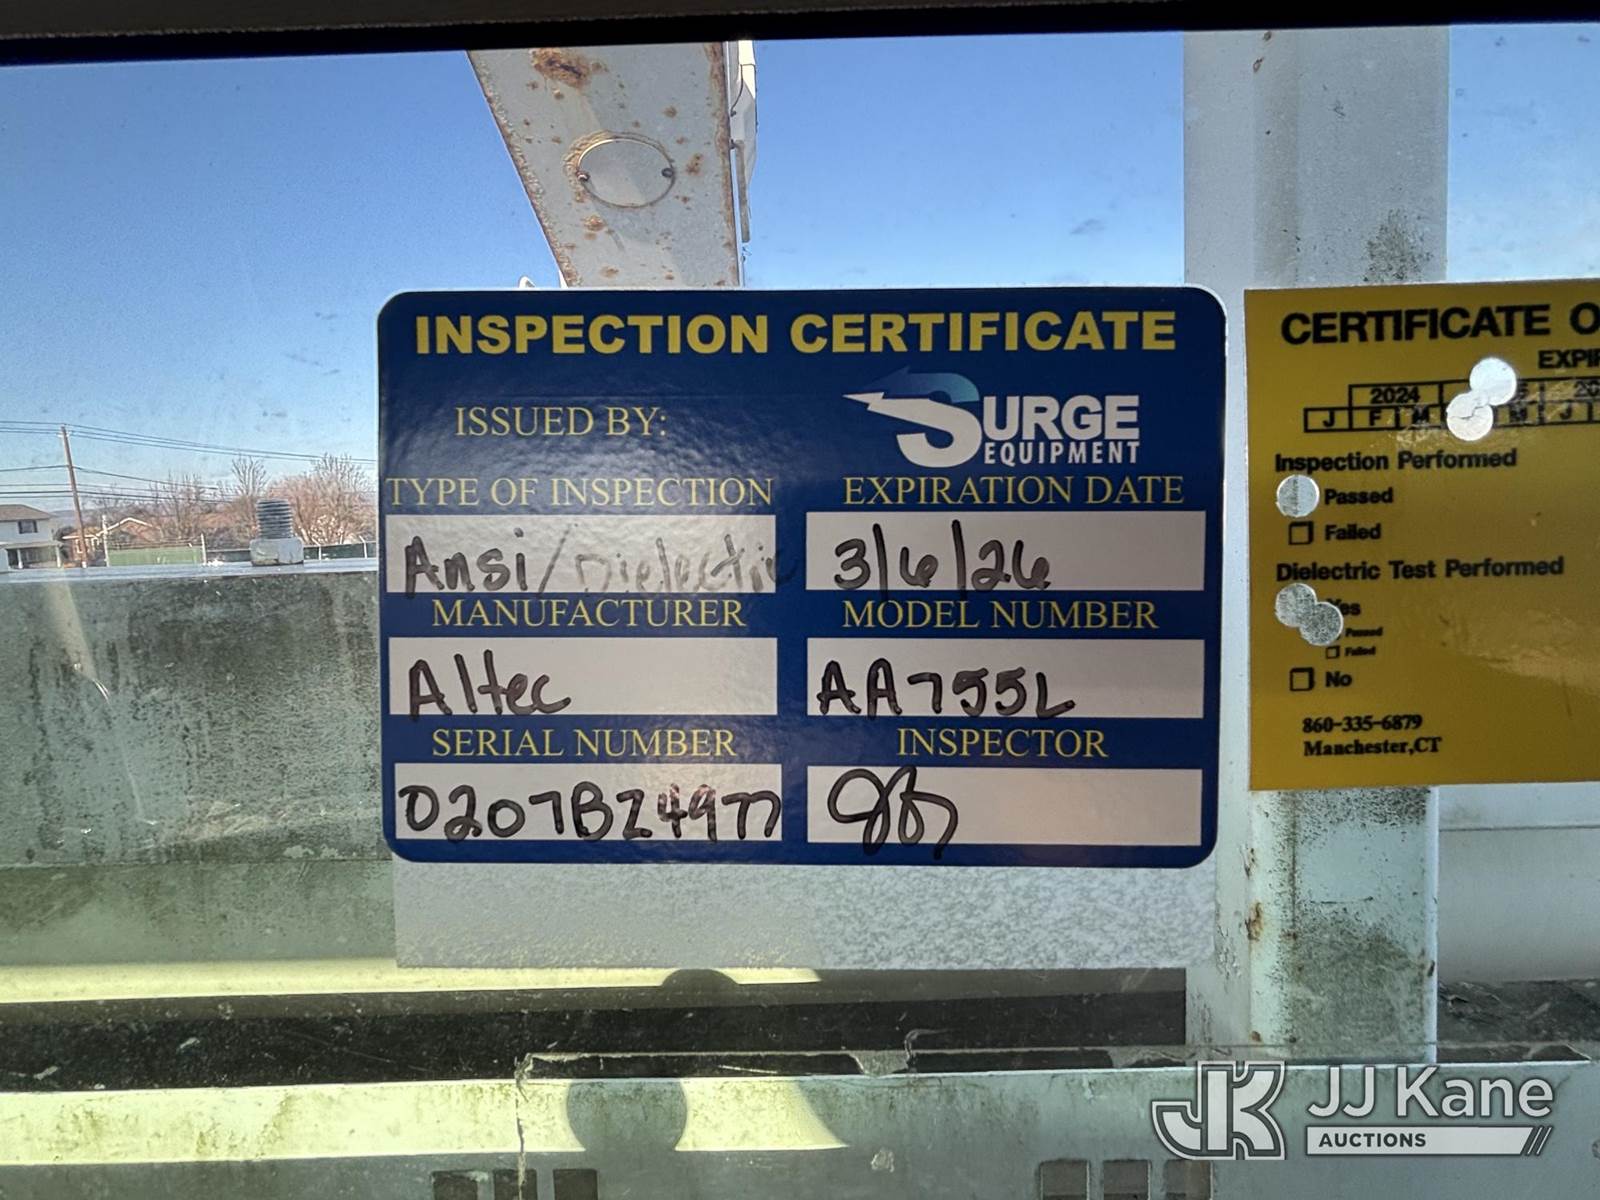 INSPECTION CERTIFICATE
ISSUED BY:
SURGE
EQUIPMENT
TYPE OF INSPECTION
EXPIRATION DATE
Ansi/Dielectric
3/6/26
MANUFACTURER
MODEL NUMBER
Altec
AA755L
SERIAL NUMBER
INSPECTOR
0207BZ4977
CERTIFICATE O
EXPI
2024
J F M M J
Inspection Performed
Passed
Failed
Dielectric Test Performed
Yes
Passed
Failed
No
860-335-6879
Manchester,CT
JK JJ Kane
AUCTIONS